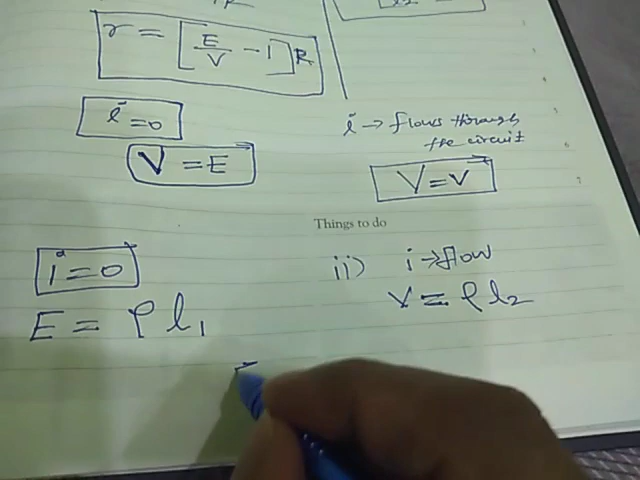 r = [E/V - 1] R
i = 0
V = E
i → flows through
the circuit
V = V
Things to do
i = 0
E = ρ l₁
ii) i → flow
V = ρ l₂